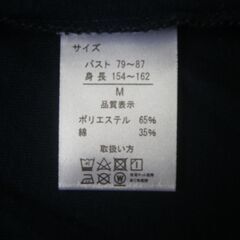 サイズ
バスト 79～87
身長 154～162
M
品質表示
ポリエステル 65%
綿 35%
取扱い方